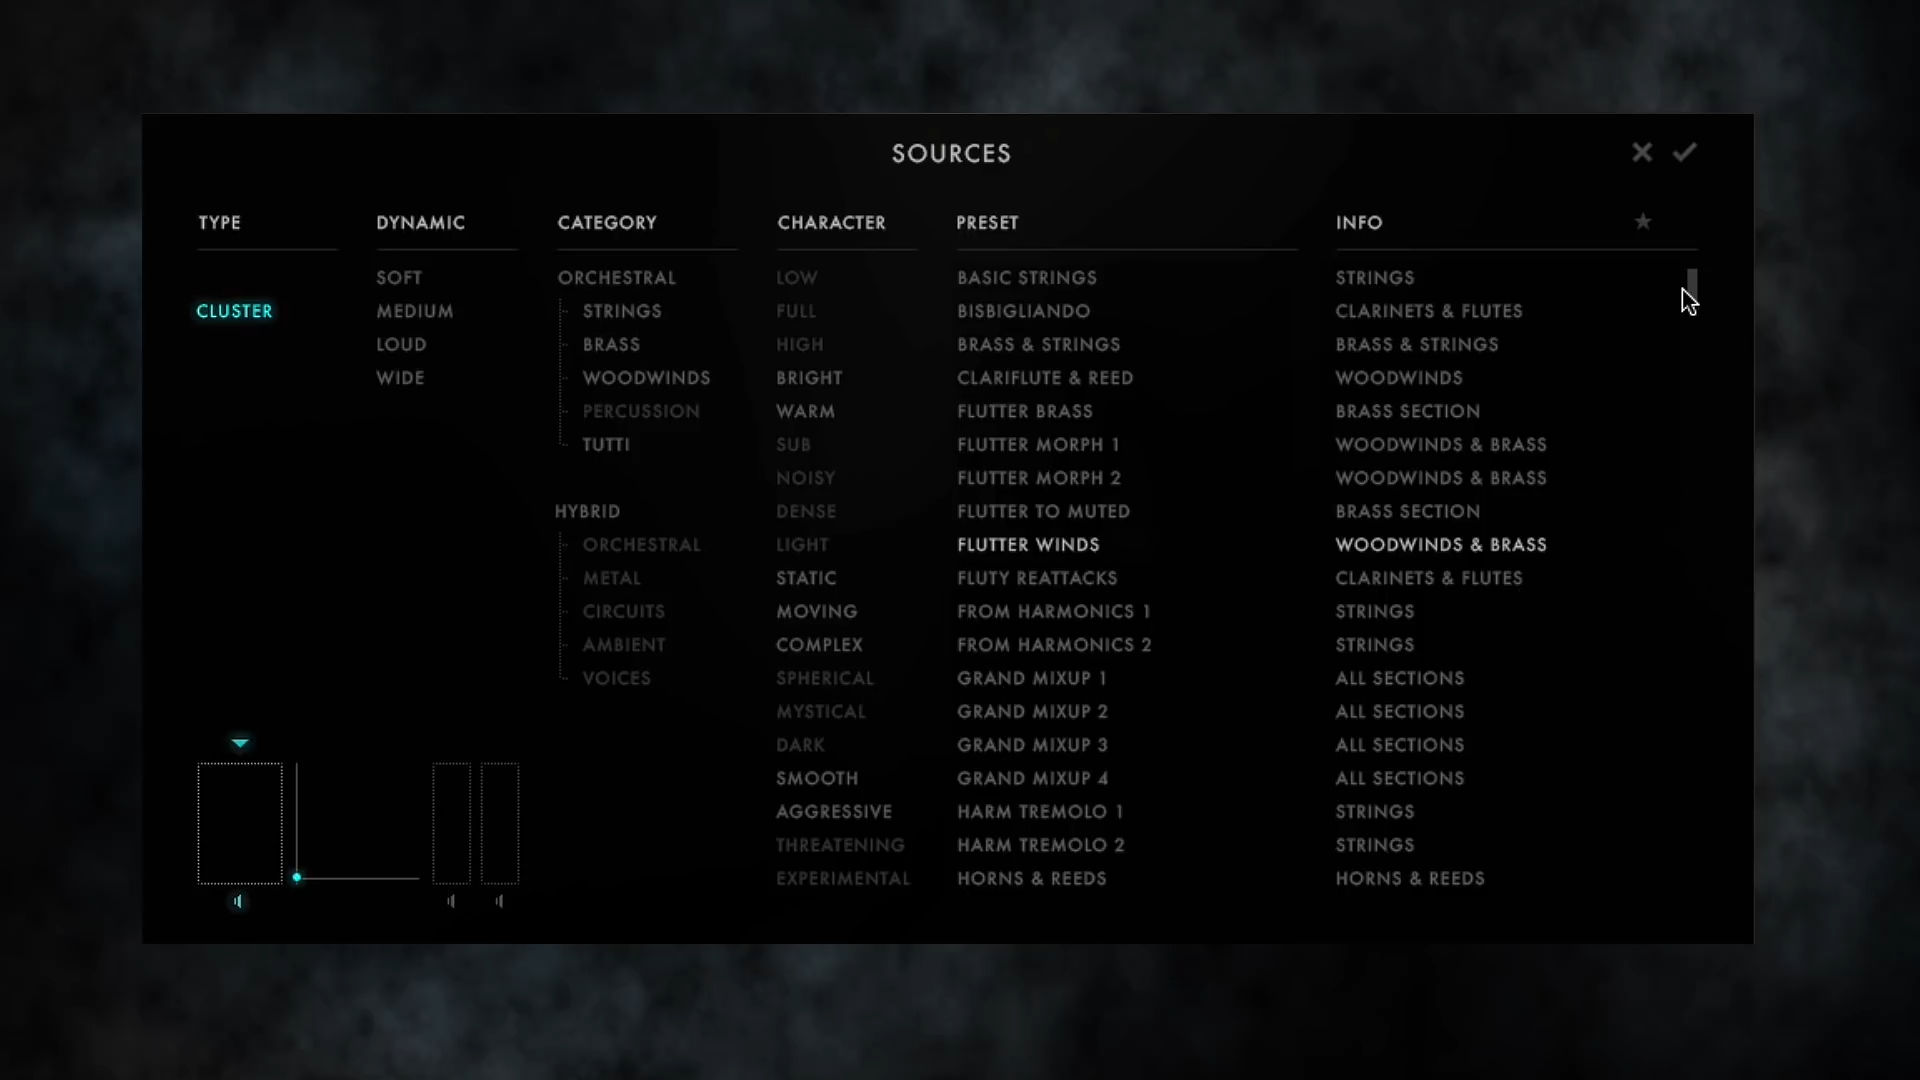 SOURCES
TYPE DYNAMIC CATEGORY CHARACTER PRESET INFO
SOFT ORCHESTRAL LOW BASIC STRINGS STRINGS
CLUSTER MEDIUM STRINGS FULL BISBIGLIANDO CLARINETS & FLUTES
LOUD BRASS HIGH BRASS & STRINGS BRASS & STRINGS
WIDE WOODWINDS BRIGHT CLARIFLUTE & REED WOODWINDS
PERCUSSION WARM FLUTTER BRASS BRASS SECTION
TUTTI SUB FLUTTER MORPH 1 WOODWINDS & BRASS
NOISY FLUTTER MORPH 2 WOODWINDS & BRASS
HYBRID DENSE FLUTTER TO MUTED BRASS SECTION
ORCHESTRAL LIGHT FLUTTER WINDS WOODWINDS & BRASS
METAL STATIC FLUTY REATTACKS CLARINETS & FLUTES
CIRCUITS MOVING FROM HARMONICS 1 STRINGS
AMBIENT COMPLEX FROM HARMONICS 2 STRINGS
VOICES SPHERICAL GRAND MIXUP 1 ALL SECTIONS
MYSTICAL GRAND MIXUP 2 ALL SECTIONS
DARK GRAND MIXUP 3 ALL SECTIONS
SMOOTH GRAND MIXUP 4 ALL SECTIONS
AGGRESSIVE HARM TREMOLO 1 STRINGS
THREATENING HARM TREMOLO 2 STRINGS
EXPERIMENTAL HORNS & REEDS HORNS & REEDS